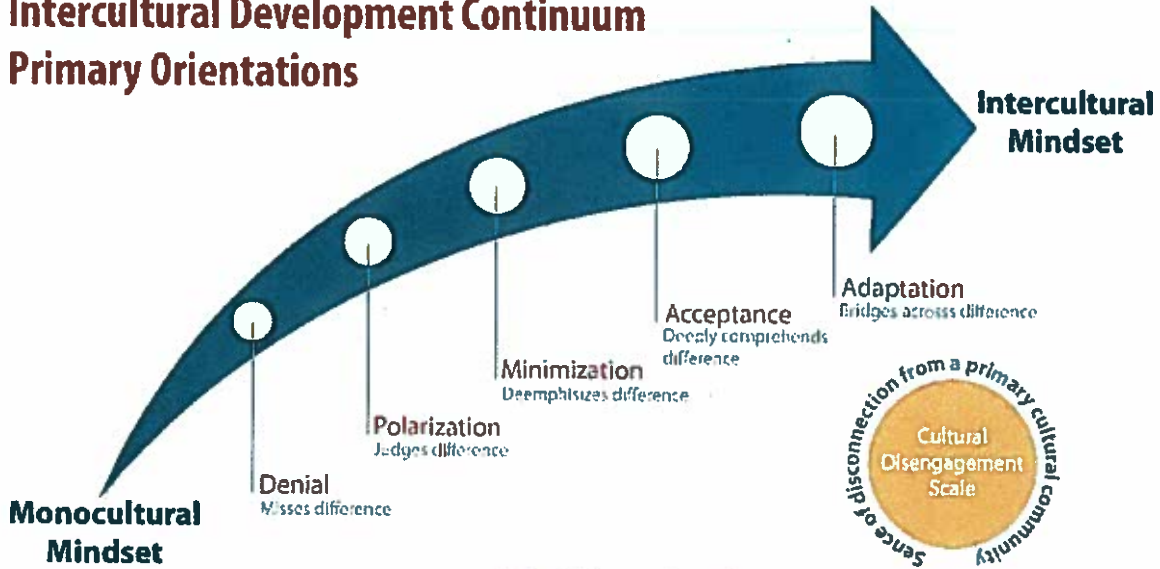 Intercultural Development Continuum
Primary Orientations
Intercultural
Mindset
Adaptation
Bridges across difference
Acceptance
Deeply comprehends
difference
Minimization
Deemphisizes difference
Polarization
Judges difference
Denial
Misses difference
Monocultural
Mindset
Sence of disconnection from a primary cultural community
Cultural
Disengagement
Scale